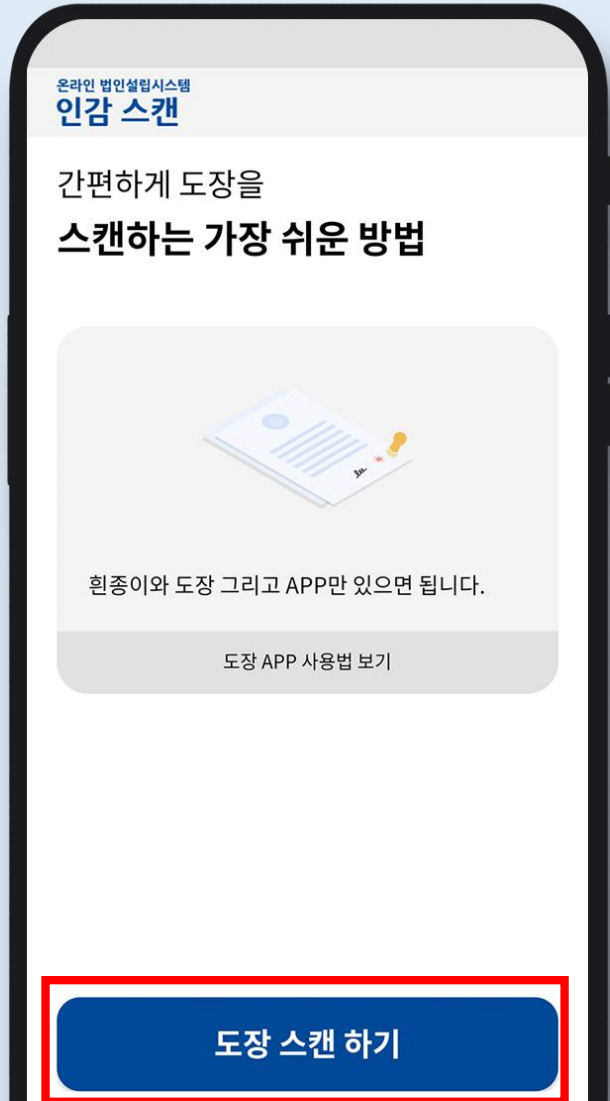 온라인 법인설립시스템
인감 스캔
간편하게 도장을
스캔하는 가장 쉬운 방법
흰종이와 도장 그리고 APP만 있으면 됩니다.
도장 APP 사용법 보기
도장 스캔 하기